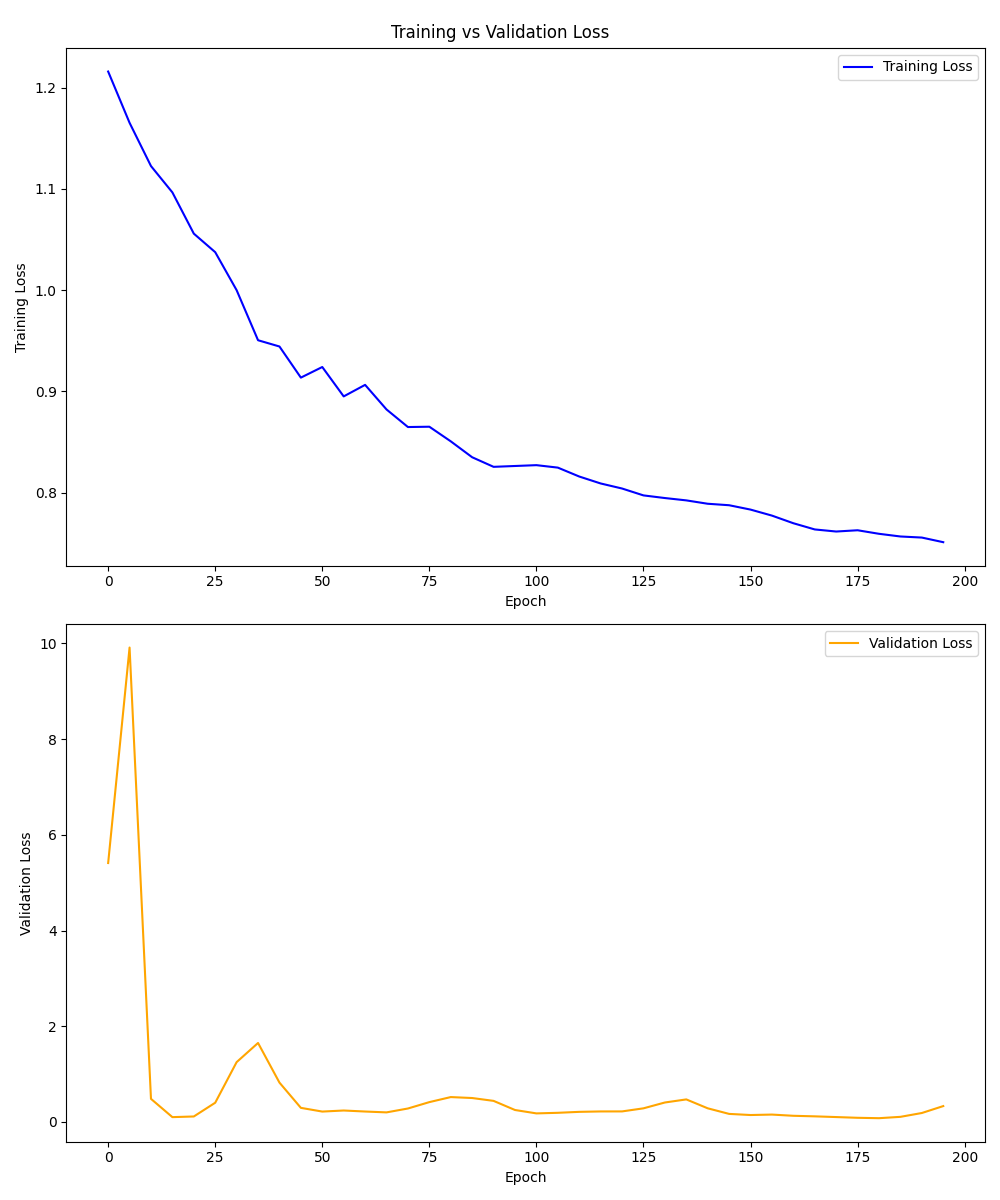 Training vs Validation Loss
Training Loss
1.2
1.1
1.0
0.9
0.8
Training Loss
0 25 50 75 100 125 150 175 200
Epoch
Validation Loss
10
8
6
4
2
0
Validation Loss
0 25 50 75 100 125 150 175 200
Epoch